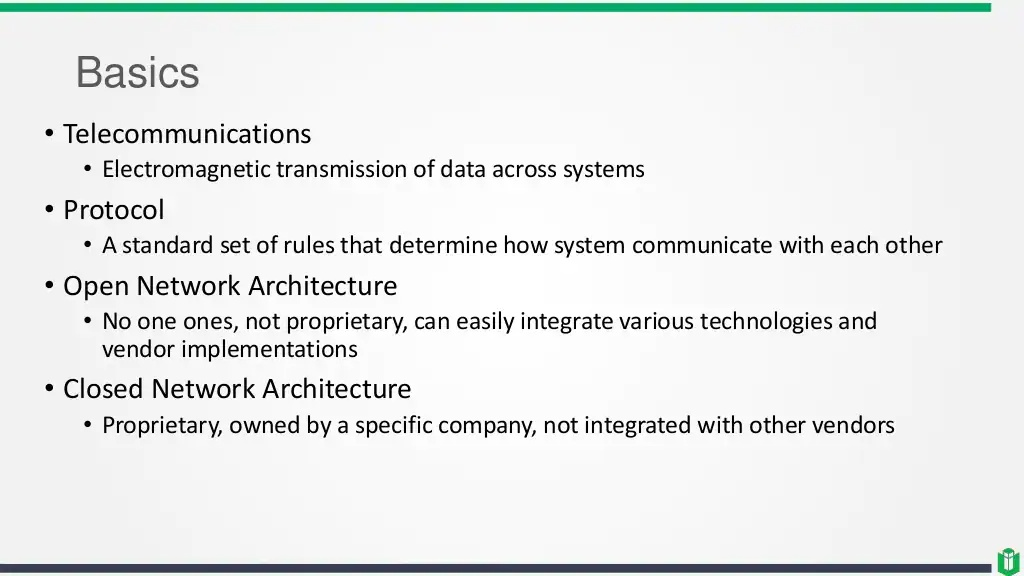 Basics
• Telecommunications
• Electromagnetic transmission of data across systems
• Protocol
• A standard set of rules that determine how system communicate with each other
• Open Network Architecture
• No one ones, not proprietary, can easily integrate various technologies and
vendor implementations
• Closed Network Architecture
• Proprietary, owned by a specific company, not integrated with other vendors